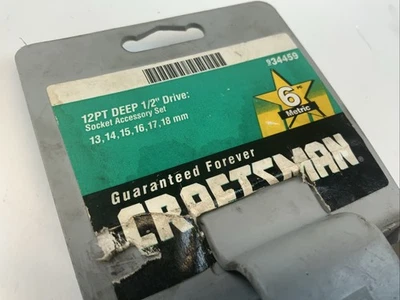 934459
12PT DEEP 1/2" Drive:
Socket Accessory Set
13,14,15,16,17,18 mm
6"
Metric
Guaranteed Forever
CRAFTSMAN